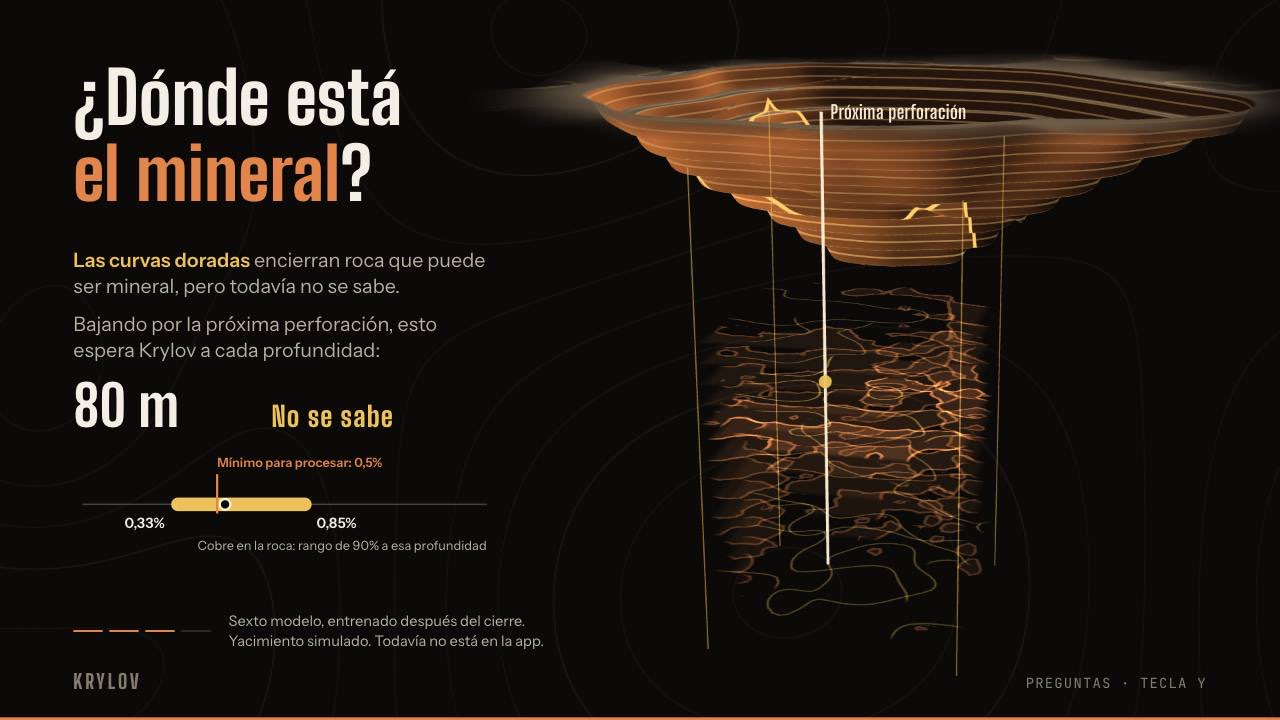 ¿Dónde está
el mineral?
Próxima perforación
Las curvas doradas encierran roca que puede
ser mineral, pero todavía no se sabe.
Bajando por la próxima perforación, esto
espera Krylov a cada profundidad:
80 m
No se sabe
Mínimo para procesar: 0,5%
0,33%
0,85%
Cobre en la roca: rango de 90% a esa profundidad
Sexto modelo, entrenado después del cierre.
Yacimiento simulado. Todavía no está en la app.
KRYLOV
PREGUNTAS · TECLA Y